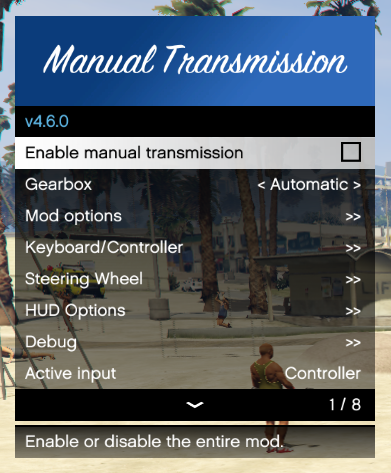 Manual Transmission
v4.6.0
Enable manual transmission
Gearbox < Automatic >
Mod options >>
Keyboard/Controller >>
Steering Wheel >>
HUD Options >>
Debug >>
Active input Controller
1 / 8
Enable or disable the entire mod.